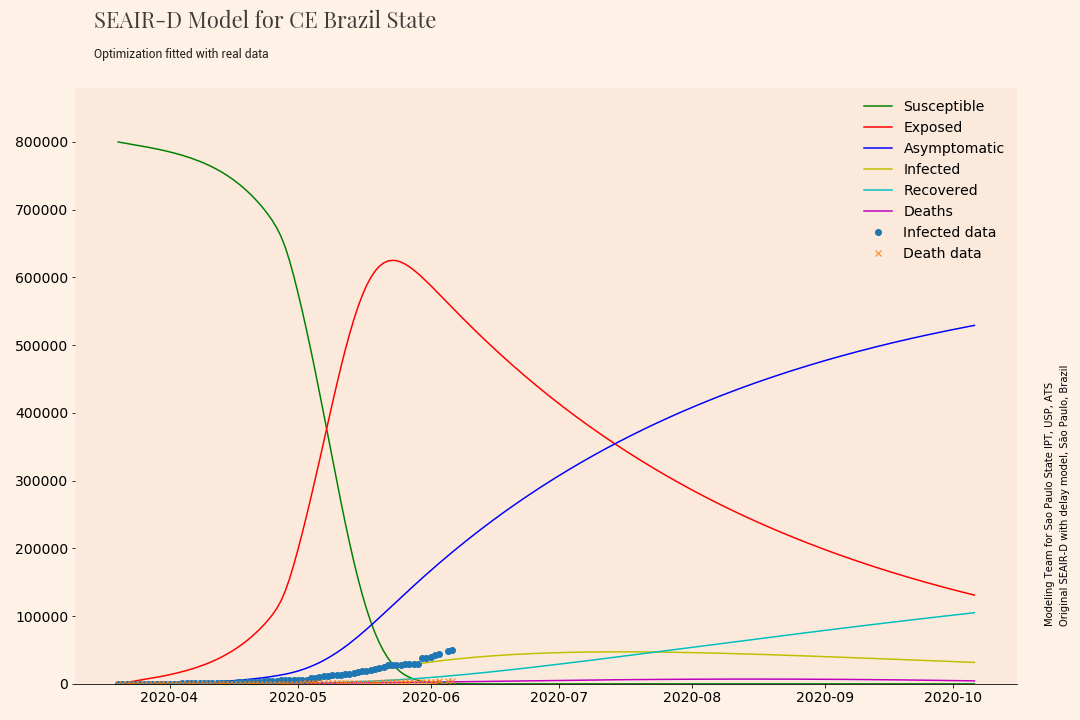 SEAIR-D Model for CE Brazil State
Optimization fitted with real data
Susceptible
Exposed
Asymptomatic
Infected
Recovered
Deaths
Infected data
Death data
800000
700000
600000
500000
400000
300000
200000
100000
0
2020-04
2020-05
2020-06
2020-07
2020-08
2020-09
2020-10
Modeling Team for Sao Paulo State IPT, USP, ATS
Original SEAIR-D with delay model, São Paulo, Brazil